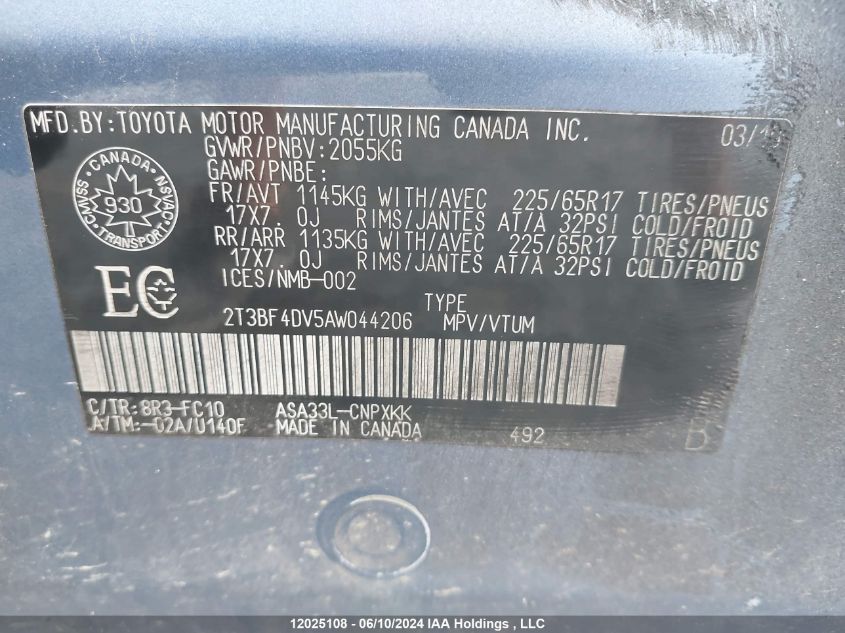 MFD.BY:TOYOTA MOTOR MANUFACTURING CANADA INC.
GVWR/PNBV:2055KG
GAWR/PNBE:
FR/AVT 1145KG WITH/AVEC 225/65R17 TIRES/PNEUS
17X7.0J RIMS/JANTES AT/A 32PSI COLD/FROID
RR/ARR 1135KG WITH/AVEC 225/65R17 TIRES/PNEUS
17X7.0J RIMS/JANTES AT/A 32PSI COLD/FROID
ICES/NMB-002
CANADA
CMVSS
NSVAC
930
TRANSPORT
EC
TYPE
2T3BF4DV5AW044206 MPV/VTUM
C/TR:8R3-FC10 ASA33L-CNPXKK
A/TM:-02A/U140F MADE IN CANADA 492 B
12025108 - 06/10/2024 IAA Holdings , LLC